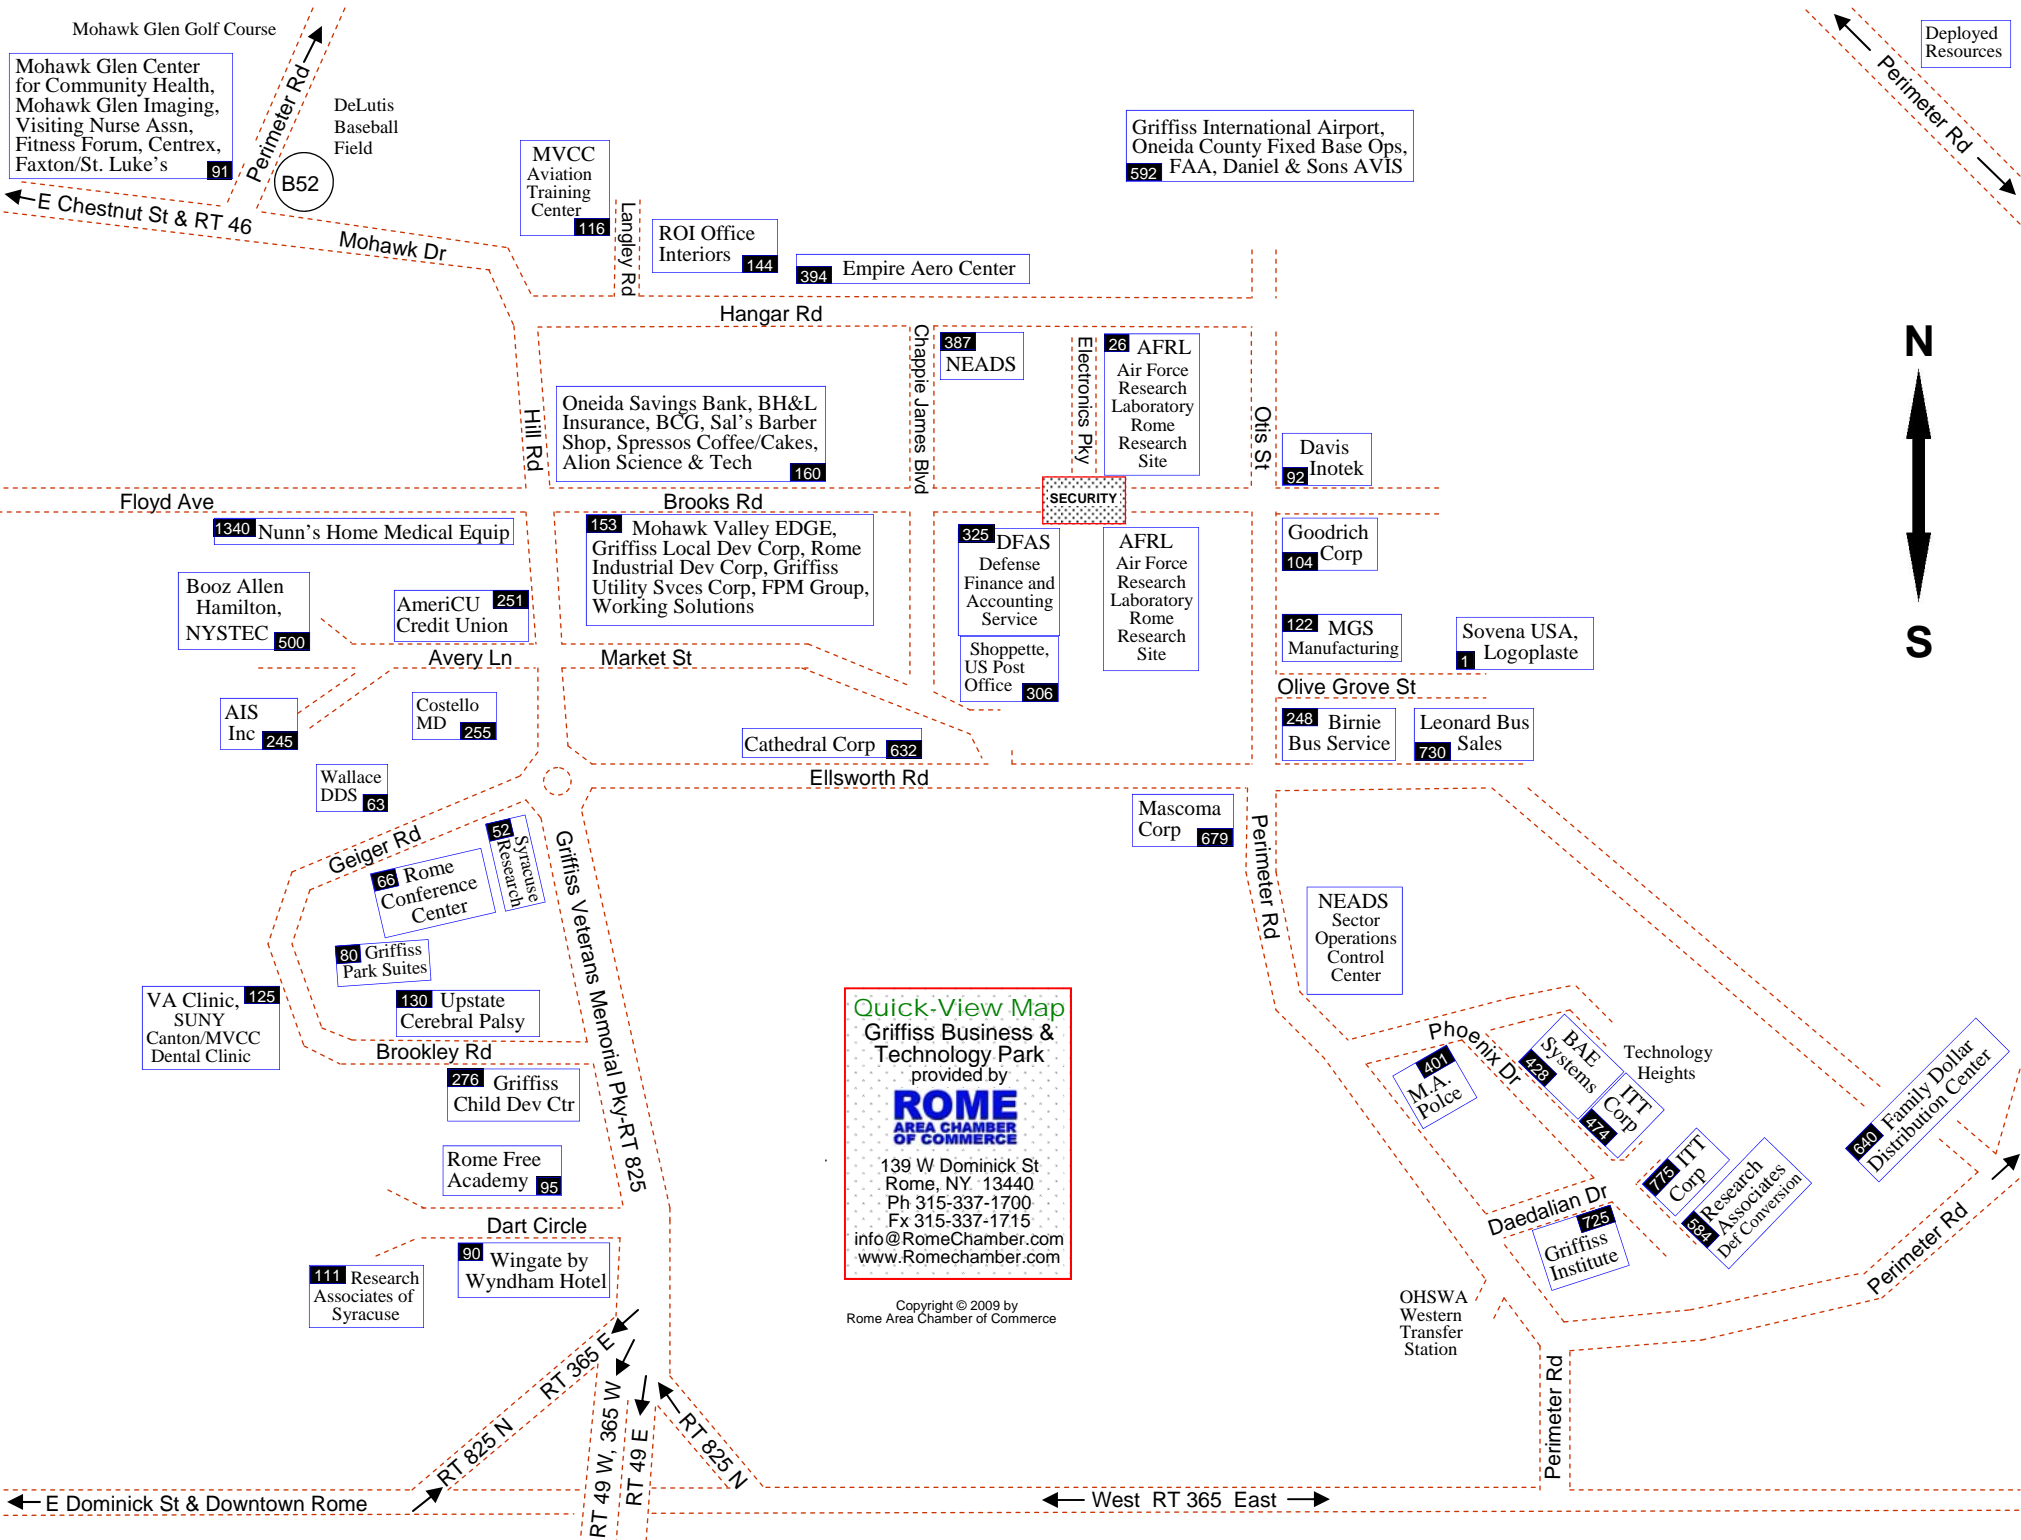 Mohawk Glen Golf Course
Mohawk Glen Center
for Community Health,
Mohawk Glen Imaging,
Visiting Nurse Assn,
Fitness Forum, Centrex,
Faxton/St. Luke's 91
Perimeter Rd
DeLutis
Baseball
Field
B52
E Chestnut St & RT 46
Mohawk Dr
MVCC
Aviation
Training
Center
116
Langley Rd
ROI Office
Interiors 144
394 Empire Aero Center
Griffiss International Airport,
Oneida County Fixed Base Ops,
592 FAA, Daniel & Sons AVIS
Perimeter Rd
Deployed
Resources
Hangar Rd
N
S
Hill Rd
Oneida Savings Bank, BH&L
Insurance, BCG, Sal's Barber
Shop, Spressos Coffee/Cakes,
Alion Science & Tech 160
Chappie James Blvd
387
NEADS
Electronics Pky
26 AFRL
Air Force
Research
Laboratory
Rome
Research
Site
Otis St
Davis
92 Inotek
Floyd Ave
Brooks Rd
SECURITY
1340 Nunn's Home Medical Equip
153 Mohawk Valley EDGE,
Griffiss Local Dev Corp, Rome
Industrial Dev Corp, Griffiss
Utility Svces Corp, FPM Group,
Working Solutions
325 DFAS
Defense
Finance and
Accounting
Service
AFRL
Air Force
Research
Laboratory
Rome
Research
Site
Goodrich
104 Corp
Booz Allen
Hamilton,
NYSTEC 500
AmeriCU 251
Credit Union
Avery Ln
Market St
Shoppette,
US Post
Office 306
122 MGS
Manufacturing
Sovena USA,
1 Logoplaste
Olive Grove St
AIS
Inc 245
Costello
MD 255
Cathedral Corp 632
248 Birnie
Bus Service
Leonard Bus
730 Sales
Wallace
DDS 63
Ellsworth Rd
Mascoma
Corp 679
Perimeter Rd
Geiger Rd
52 Syracuse
Research
66 Rome
Conference
Center
Griffiss Veterans Memorial Pky-RT 825
80 Griffiss
Park Suites
NEADS
Sector
Operations
Control
Center
VA Clinic, 125
SUNY
Canton/MVCC
Dental Clinic
130 Upstate
Cerebral Palsy
Brookley Rd
276 Griffiss
Child Dev Ctr
Quick-View Map
Griffiss Business &
Technology Park
provided by
ROME
AREA CHAMBER
OF COMMERCE
139 W Dominick St
Rome, NY 13440
Ph 315-337-1700
Fx 315-337-1715
info@RomeChamber.com
www.Romechamber.com
Copyright © 2009 by
Rome Area Chamber of Commerce
Phoenix Dr
401
M.A.
Polce
BAE
Systems
428
ITT
Corp
474
Technology
Heights
640 Family Dollar
Distribution Center
775 ITT
Corp
584 Research
Associates
Def Conversion
Daedalian Dr
725
Griffiss
Institute
Perimeter Rd
Rome Free
Academy 95
Dart Circle
90 Wingate by
Wyndham Hotel
111 Research
Associates of
Syracuse
OHSWA
Western
Transfer
Station
Perimeter Rd
RT 365 E
RT 825 N
RT 49 W, 365 W
RT 49 E
RT 825 N
E Dominick St & Downtown Rome
West RT 365 East